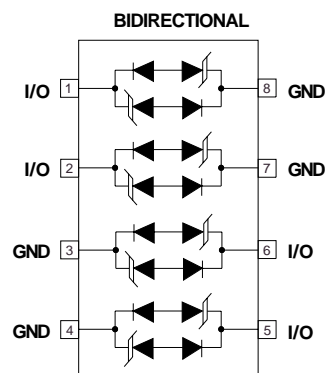 BIDIRECTIONAL
I/O 1 8 GND
I/O 2 7 GND
GND 3 6 I/O
GND 4 5 I/O